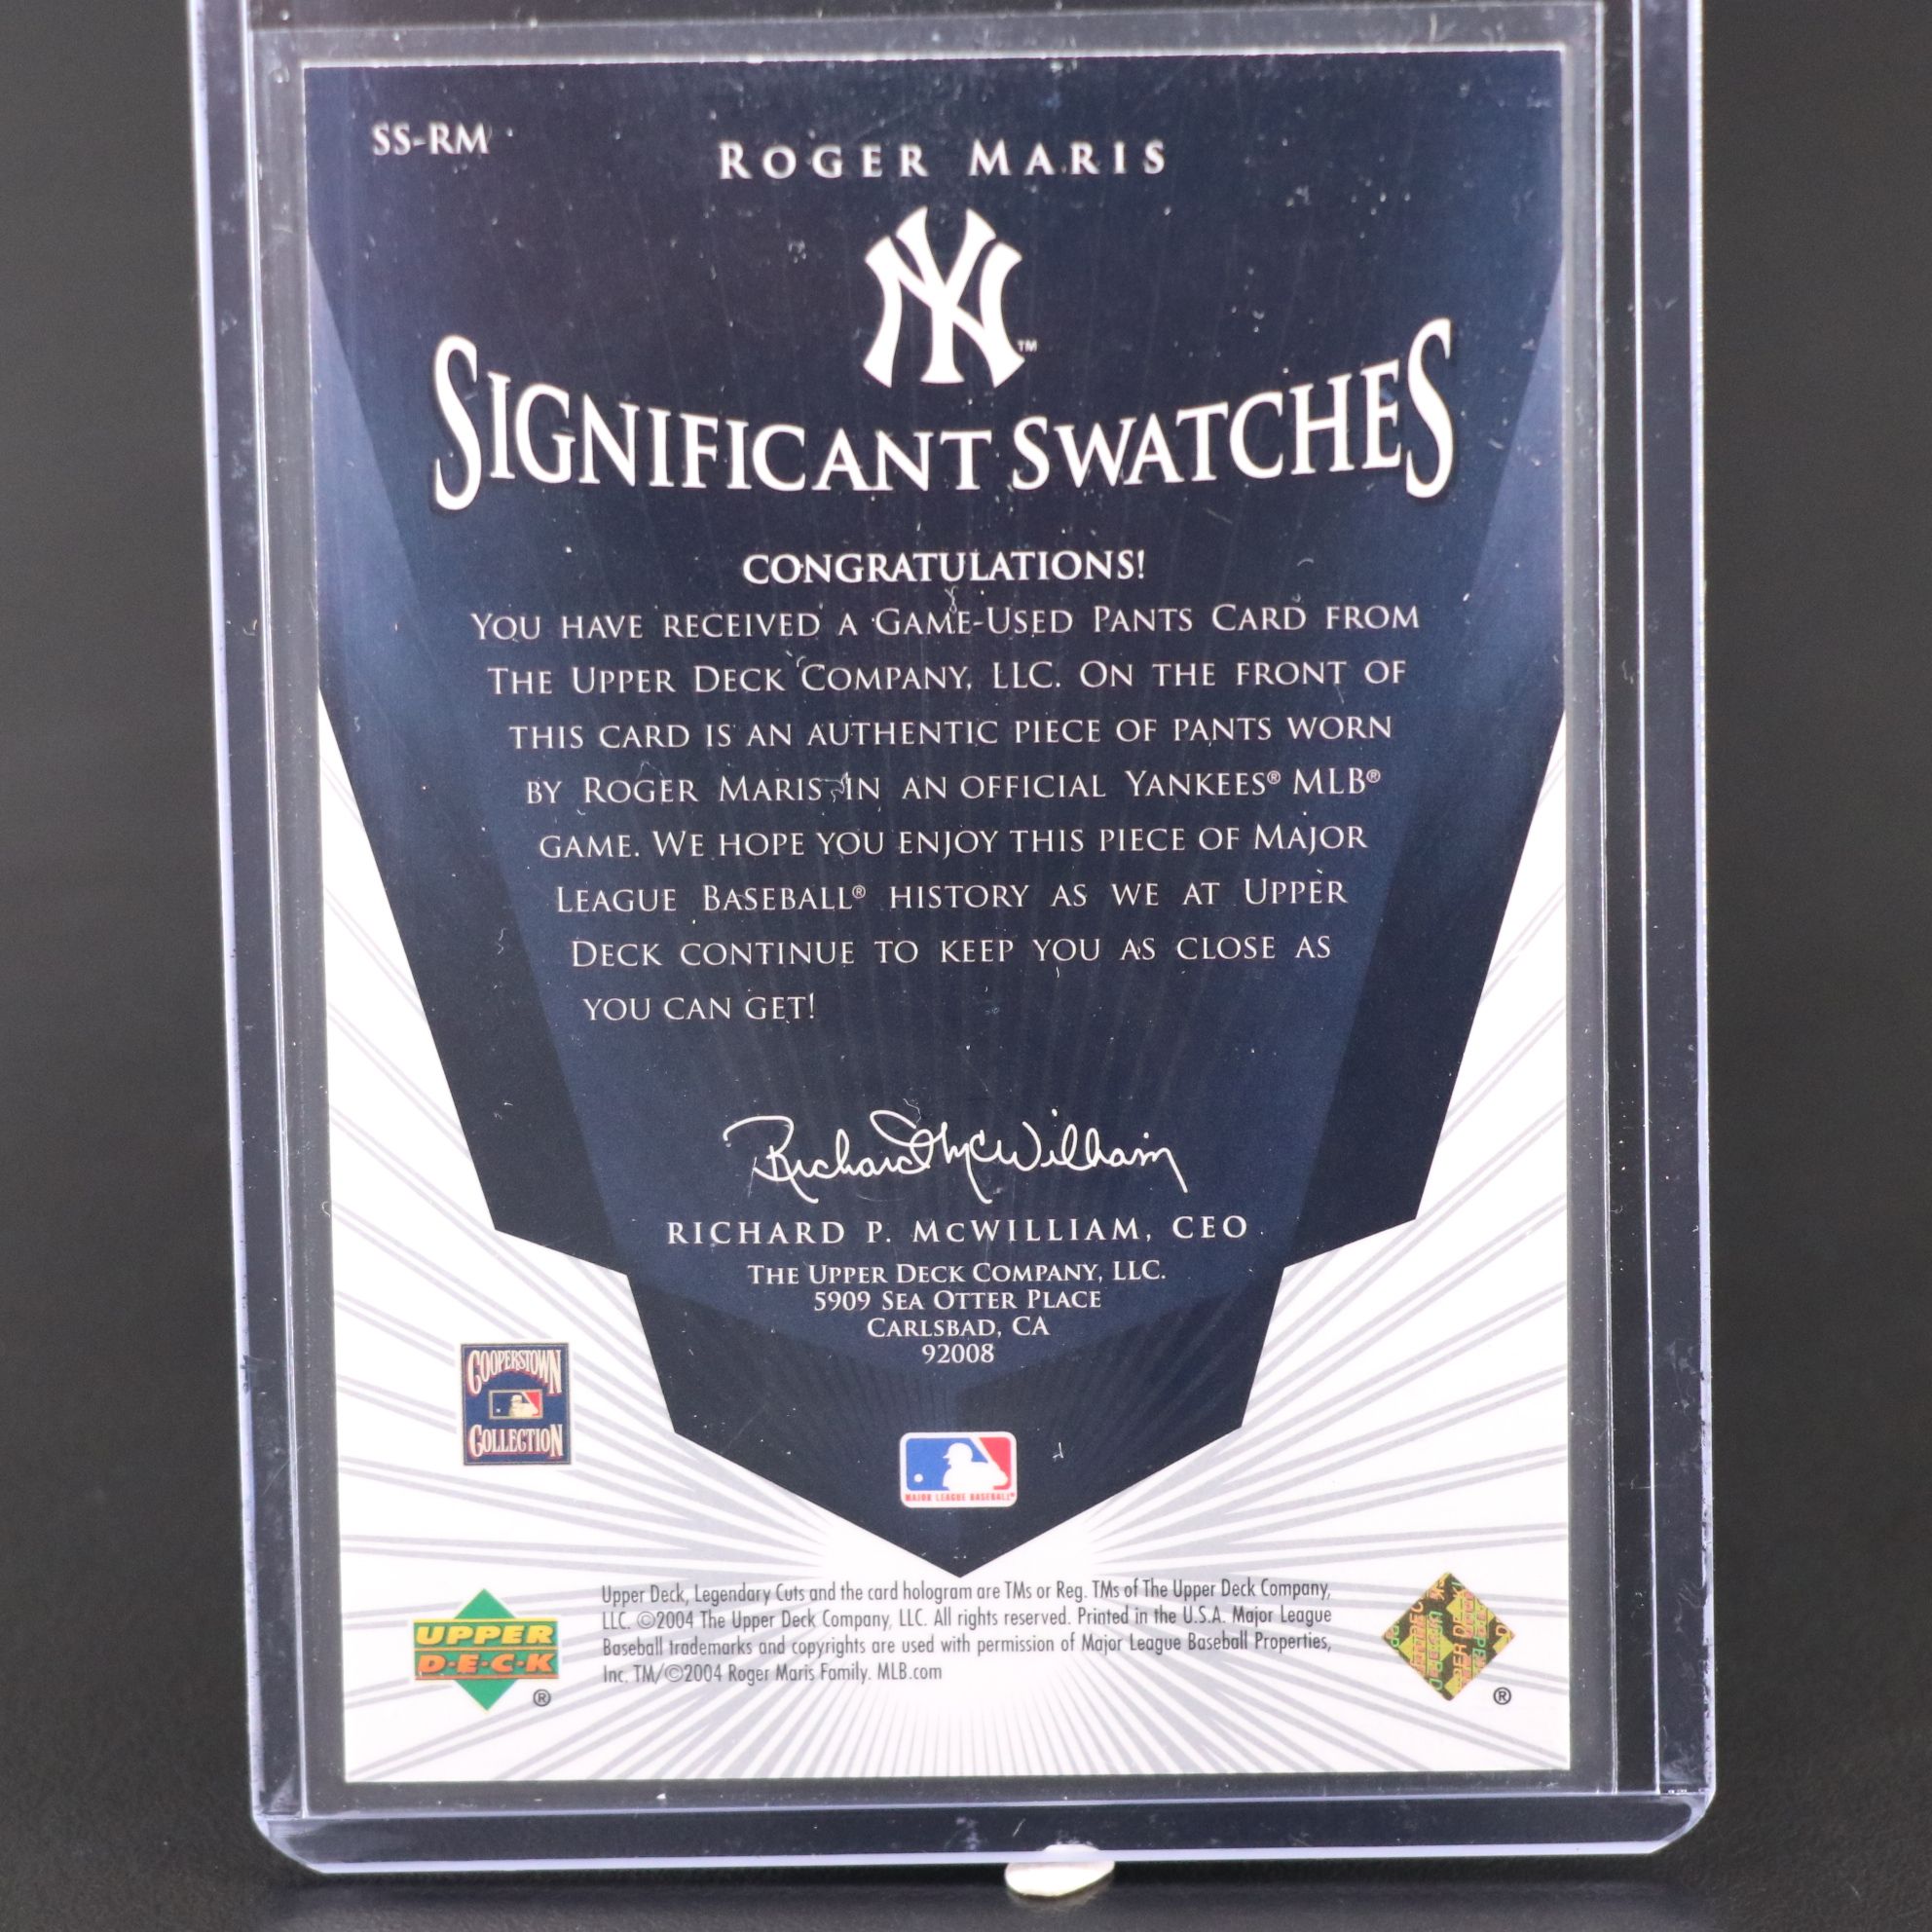 SS-RM
ROGER MARIS
NY™
SIGNIFICANT SWATCHES
CONGRATULATIONS!
YOU HAVE RECEIVED A GAME-USED PANTS CARD FROM
THE UPPER DECK COMPANY, LLC. ON THE FRONT OF
THIS CARD IS AN AUTHENTIC PIECE OF PANTS WORN
BY ROGER MARIS IN AN OFFICIAL YANKEES® MLB®
GAME. WE HOPE YOU ENJOY THIS PIECE OF MAJOR
LEAGUE BASEBALL® HISTORY AS WE AT UPPER
DECK CONTINUE TO KEEP YOU AS CLOSE AS
YOU CAN GET!
Richard McWilliam
RICHARD P. MCWILLIAM, CEO
THE UPPER DECK COMPANY, LLC.
5909 SEA OTTER PLACE
CARLSBAD, CA
92008
COOPERSTOWN
COLLECTION
MAJOR LEAGUE BASEBALL®
UPPER
D·E·C·K
®
Upper Deck, Legendary Cuts and the card hologram are TMs or Reg. TMs of The Upper Deck Company,
LLC. ©2004 The Upper Deck Company, LLC. All rights reserved. Printed in the U.S.A. Major League
Baseball trademarks and copyrights are used with permission of Major League Baseball Properties,
Inc. TM/©2004 Roger Maris Family. MLB.com
®